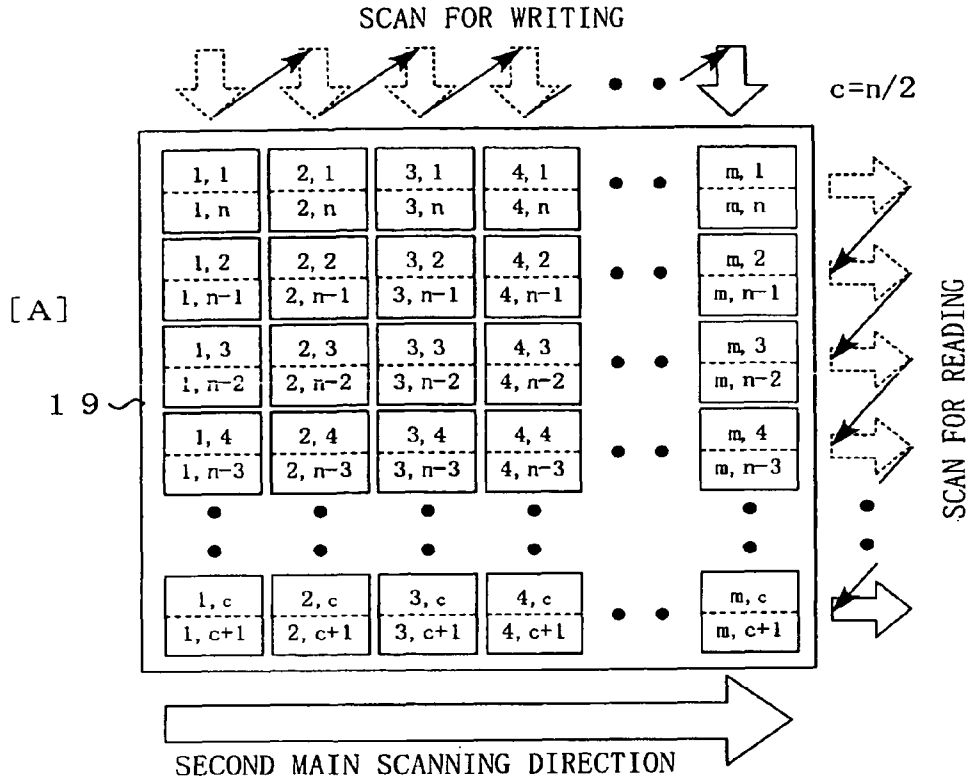 SCAN FOR WRITING
c=n/2
1, 1 2, 1 3, 1 4, 1 m, 1
1, n 2, n 3, n 4, n m, n
1, 2 2, 2 3, 2 4, 2 m, 2
1, n-1 2, n-1 3, n-1 4, n-1 m, n-1
[A]
1, 3 2, 3 3, 3 4, 3 m, 3
1, n-2 2, n-2 3, n-2 4, n-2 m, n-2
19
1, 4 2, 4 3, 4 4, 4 m, 4
1, n-3 2, n-3 3, n-3 4, n-3 m, n-3
SCAN FOR READING
1, c 2, c 3, c 4, c m, c
1, c+1 2, c+1 3, c+1 4, c+1 m, c+1
SECOND MAIN SCANNING DIRECTION